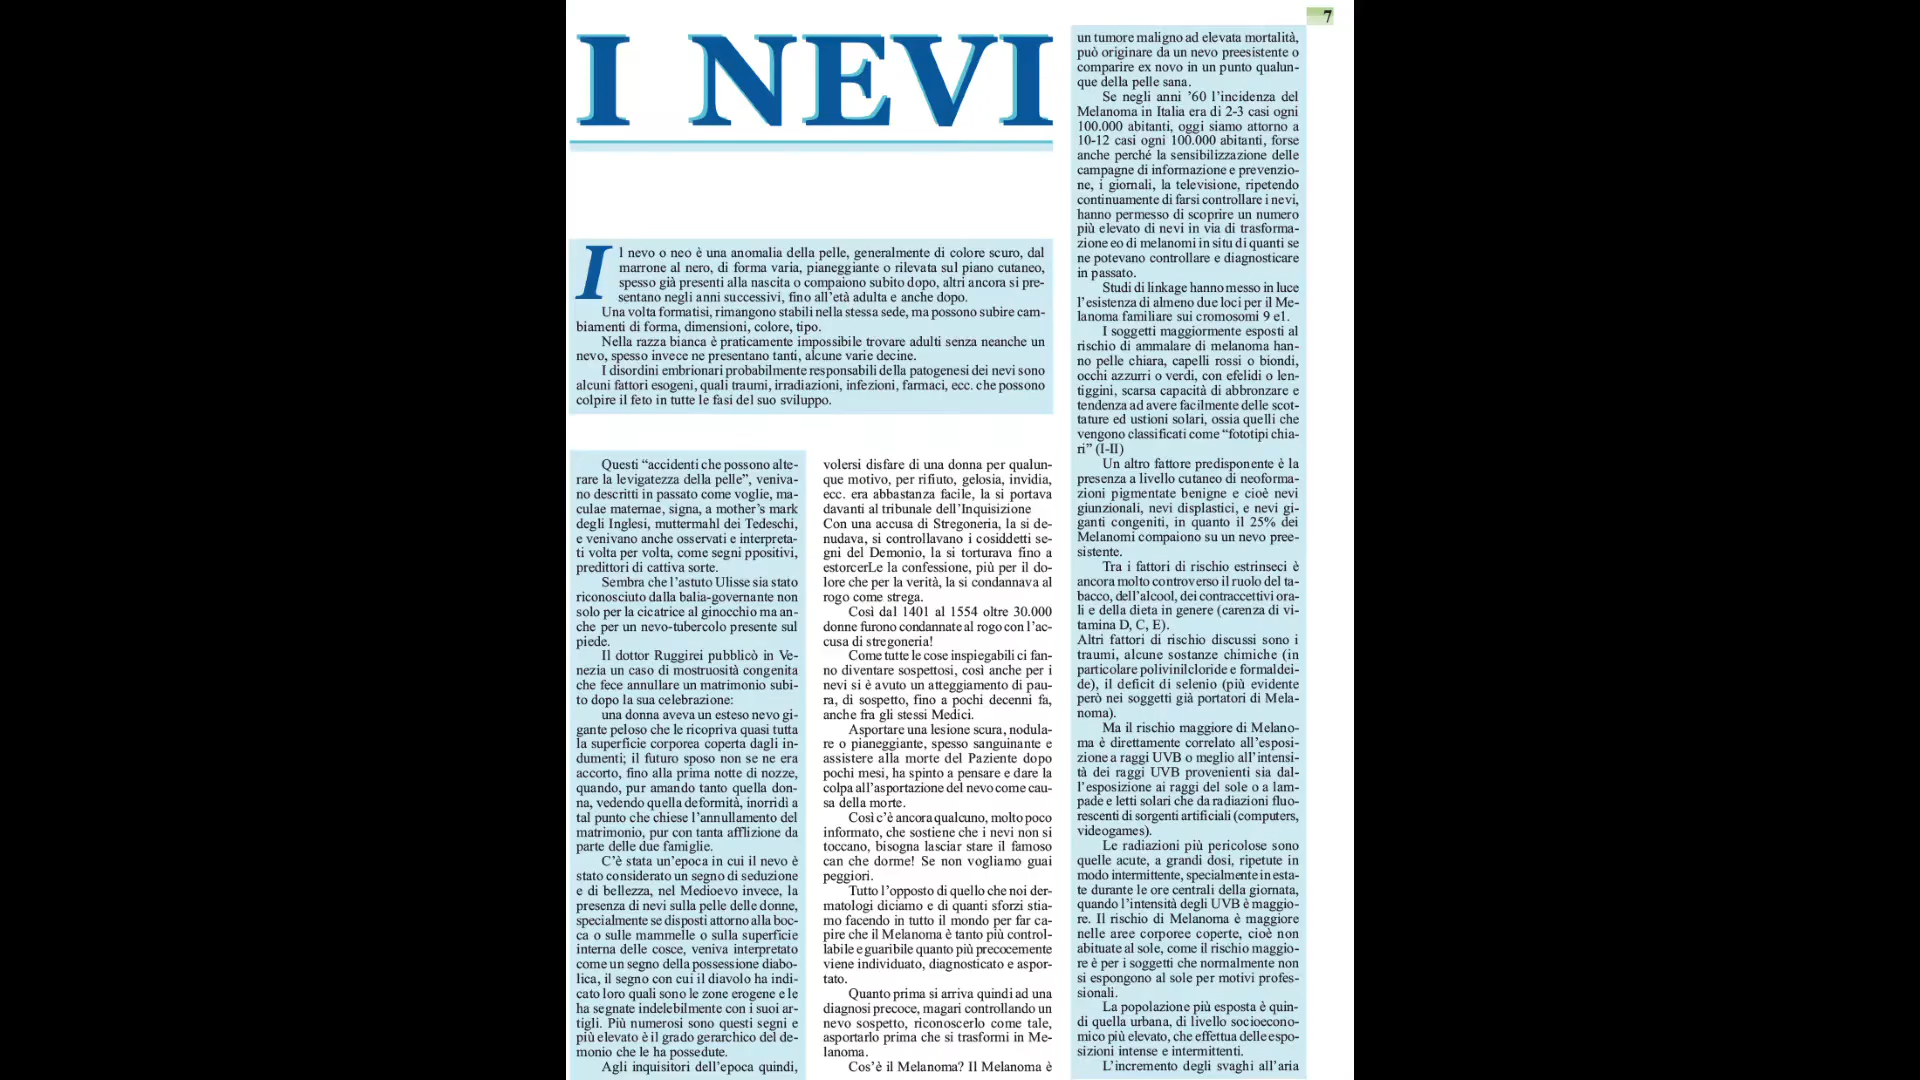 7
I NEVI
Il nevo o neo è una anomalia della pelle, generalmente di colore scuro, dal
marrone al nero, di forma varia, pianeggiante o rilevata sul piano cutaneo,
spesso già presenti alla nascita o compaiono subito dopo, altri ancora si pre-
sentano negli anni successivi, fino all'età adulta e anche dopo.
Una volta formatisi, rimangono stabili nella stessa sede, ma possono subire cam-
biamenti di forma, dimensioni, colore, tipo.
Nella razza bianca è praticamente impossibile trovare adulti senza neanche un
nevo, spesso invece ne presentano tanti, alcune varie decine.
I disordini embrionari probabilmente responsabili della patogenesi dei nevi sono
alcuni fattori esogeni, quali traumi, irradiazioni, infezioni, farmaci, ecc. che possono
colpire il feto in tutte le fasi del suo sviluppo.
Questi “accidenti che possono alte-
rare la levigatezza della pelle”, veniva-
no descritti in passato come voglie, ma-
culae maternae, signa, a mother's mark
degli Inglesi, muttermahl dei Tedeschi,
e venivano anche osservati e interpreta-
ti volta per volta, come segni ppositivi,
predittori di cattiva sorte.
Sembra che l'astuto Ulisse sia stato
riconosciuto dalla balia-governante non
solo per la cicatrice al ginocchio ma an-
che per un nevo-tubercolo presente sul
piede.
Il dottor Ruggirei pubblicò in Ve-
nezia un caso di mostruosità congenita
che fece annullare un matrimonio subi-
to dopo la sua celebrazione:
una donna aveva un esteso nevo gi-
gante peloso che le ricopriva quasi tutta
la superficie corporea coperta dagli in-
dumenti; il futuro sposo non se ne era
accorto, fino alla prima notte di nozze,
quando, pur amando tanto quella don-
na, vedendo quella deformità, inorridì a
tal punto che chiese l'annullamento del
matrimonio, pur con tanta afflizione da
parte delle due famiglie.
C'è stata un'epoca in cui il nevo è
stato considerato un segno di seduzione
e di bellezza, nel Medioevo invece, la
presenza di nevi sulla pelle delle donne,
specialmente se disposti attorno alla boc-
ca o sulle mammelle o sulla superficie
interna delle cosce, veniva interpretato
come un segno della possessione diabo-
lica, il segno con cui il diavolo ha indi-
cato loro quali sono le zone erogene e le
ha segnate indelebilmente con i suoi ar-
tigli. Più numerosi sono questi segni e
più elevato è il grado gerarchico del de-
monio che le ha possedute.
Agli inquisitori dell'epoca quindi,
volersi disfare di una donna per qualun-
que motivo, per rifiuto, gelosia, invidia,
ecc. era abbastanza facile, la si portava
davanti al tribunale dell'Inquisizione
Con una accusa di Stregoneria, la si de-
nudava, si controllavano i cosiddetti se-
gni del Demonio, la si torturava fino a
estorcerLe la confessione, più per il do-
lore che per la verità, la si condannava al
rogo come strega.
Così dal 1401 al 1554 oltre 30.000
donne furono condannate al rogo con l'ac-
cusa di stregoneria!
Come tutte le cose inspiegabili ci fan-
no diventare sospettosi, così anche per i
nevi si è avuto un atteggiamento di pau-
ra, di sospetto, fino a pochi decenni fa,
anche fra gli stessi Medici.
Asportare una lesione scura, nodula-
re o pianeggiante, spesso sanguinante e
assistere alla morte del Paziente dopo
pochi mesi, ha spinto a pensare e dare la
colpa all'asportazione del nevo come cau-
sa della morte.
Così c'è ancora qualcuno, molto poco
informato, che sostiene che i nevi non si
toccano, bisogna lasciar stare il famoso
can che dorme! Se non vogliamo guai
peggiori.
Tutto l'opposto di quello che noi der-
matologi diciamo e di quanti sforzi stia-
mo facendo in tutto il mondo per far ca-
pire che il Melanoma è tanto più control-
labile e guaribile quanto più precocemente
viene individuato, diagnosticato e aspor-
tato.
Quanto prima si arriva quindi ad una
diagnosi precoce, magari controllando un
nevo sospetto, riconoscerlo come tale,
asportarlo prima che si trasformi in Me-
lanoma.
Cos'è il Melanoma? Il Melanoma è
un tumore maligno ad elevata mortalità,
può originare da un nevo preesistente o
comparire ex novo in un punto qualun-
que della pelle sana.
Se negli anni '60 l'incidenza del
Melanoma in Italia era di 2-3 casi ogni
100.000 abitanti, oggi siamo attorno a
10-12 casi ogni 100.000 abitanti, forse
anche perché la sensibilizzazione delle
campagne di informazione e prevenzio-
ne, i giornali, la televisione, ripetendo
continuamente di farsi controllare i nevi,
hanno permesso di scoprire un numero
più elevato di nevi in via di trasforma-
zione eo di melanomi in situ di quanti se
ne potevano controllare e diagnosticare
in passato.
Studi di linkage hanno messo in luce
l'esistenza di almeno due loci per il Me-
lanoma familiare sui cromosomi 9 e1.
I soggetti maggiormente esposti al
rischio di ammalare di melanoma han-
no pelle chiara, capelli rossi o biondi,
occhi azzurri o verdi, con efelidi o len-
tiggini, scarsa capacità di abbronzare e
tendenza ad avere facilmente delle scot-
tature ed ustioni solari, ossia quelli che
vengono classificati come “fototipi chia-
ri” (I-II)
Un altro fattore predisponente è la
presenza a livello cutaneo di neoforma-
zioni pigmentate benigne e cioè nevi
giunzionali, nevi displastici, e nevi gi-
ganti congeniti, in quanto il 25% dei
Melanomi compaiono su un nevo pree-
sistente.
Tra i fattori di rischio estrinseci è
ancora molto controverso il ruolo del ta-
bacco, dell'alcool, dei contraccettivi ora-
li e della dieta in genere (carenza di vi-
tamina D, C, E).
Altri fattori di rischio discussi sono i
traumi, alcune sostanze chimiche (in
particolare polivinilcloride e formaldei-
de), il deficit di selenio (più evidente
però nei soggetti già portatori di Mela-
noma).
Ma il rischio maggiore di Melano-
ma è direttamente correlato all'esposi-
zione a raggi UVB o meglio all'intensi-
tà dei raggi UVB provenienti sia dal-
l'esposizione ai raggi del sole o a lam-
pade e letti solari che da radiazioni fluo-
rescenti di sorgenti artificiali (computers,
videogames).
Le radiazioni più pericolose sono
quelle acute, a grandi dosi, ripetute in
modo intermittente, specialmente in esta-
te durante le ore centrali della giornata,
quando l'intensità degli UVB è maggio-
re. Il rischio di Melanoma è maggiore
nelle aree corporee coperte, cioè non
abituate al sole, come il rischio maggio-
re è per i soggetti che normalmente non
si espongono al sole per motivi profes-
sionali.
La popolazione più esposta è quin-
di quella urbana, di livello socioecono-
mico più elevato, che effettua delle espo-
sizioni intense e intermittenti.
L'incremento degli svaghi all'aria